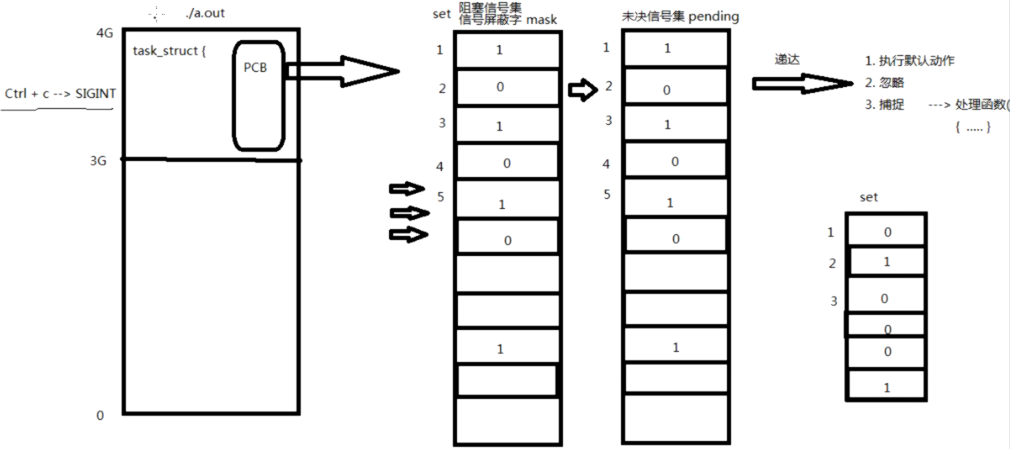 ./a.out
4G
task_struct {
PCB
Ctrl + c --> SIGINT
3G
0
set
阻塞信号集
信号屏蔽字 mask
1 1
2 0
3 1
4 0
5 1
0
1
未决信号集 pending
1 1
2 0
3 1
4 0
5 1
0
1
递达
1. 执行默认动作
2. 忽略
3. 捕捉 ---> 处理函数(
{ ..... }
set
1 0
2 1
3 0
0
0
1